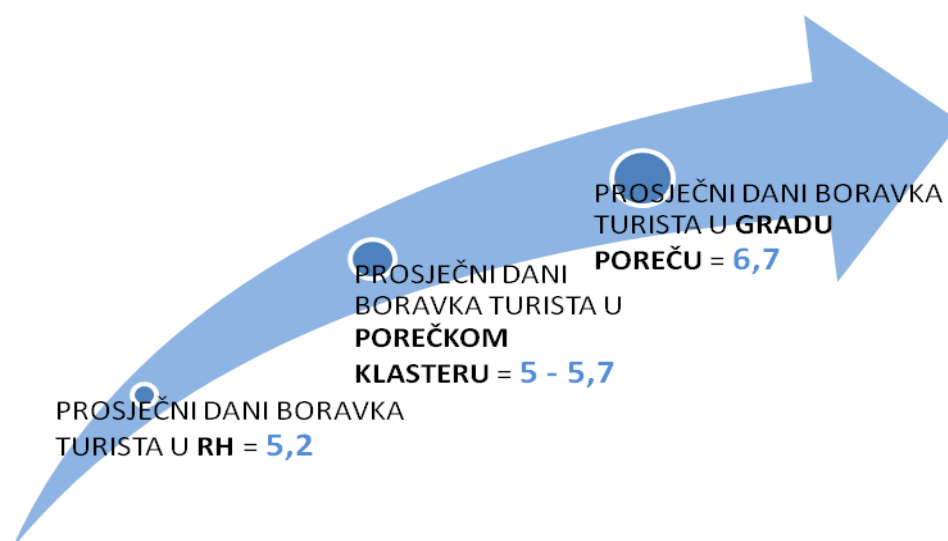 PROSJEČNI DANI BORAVKA
TURISTA U GRADU
POREČU = 6,7
PROSJEČNI DANI
BORAVKA TURISTA U
POREČKOM
KLASTERU = 5 - 5,7
PROSJEČNI DANI BORAVKA
TURISTA U RH = 5,2